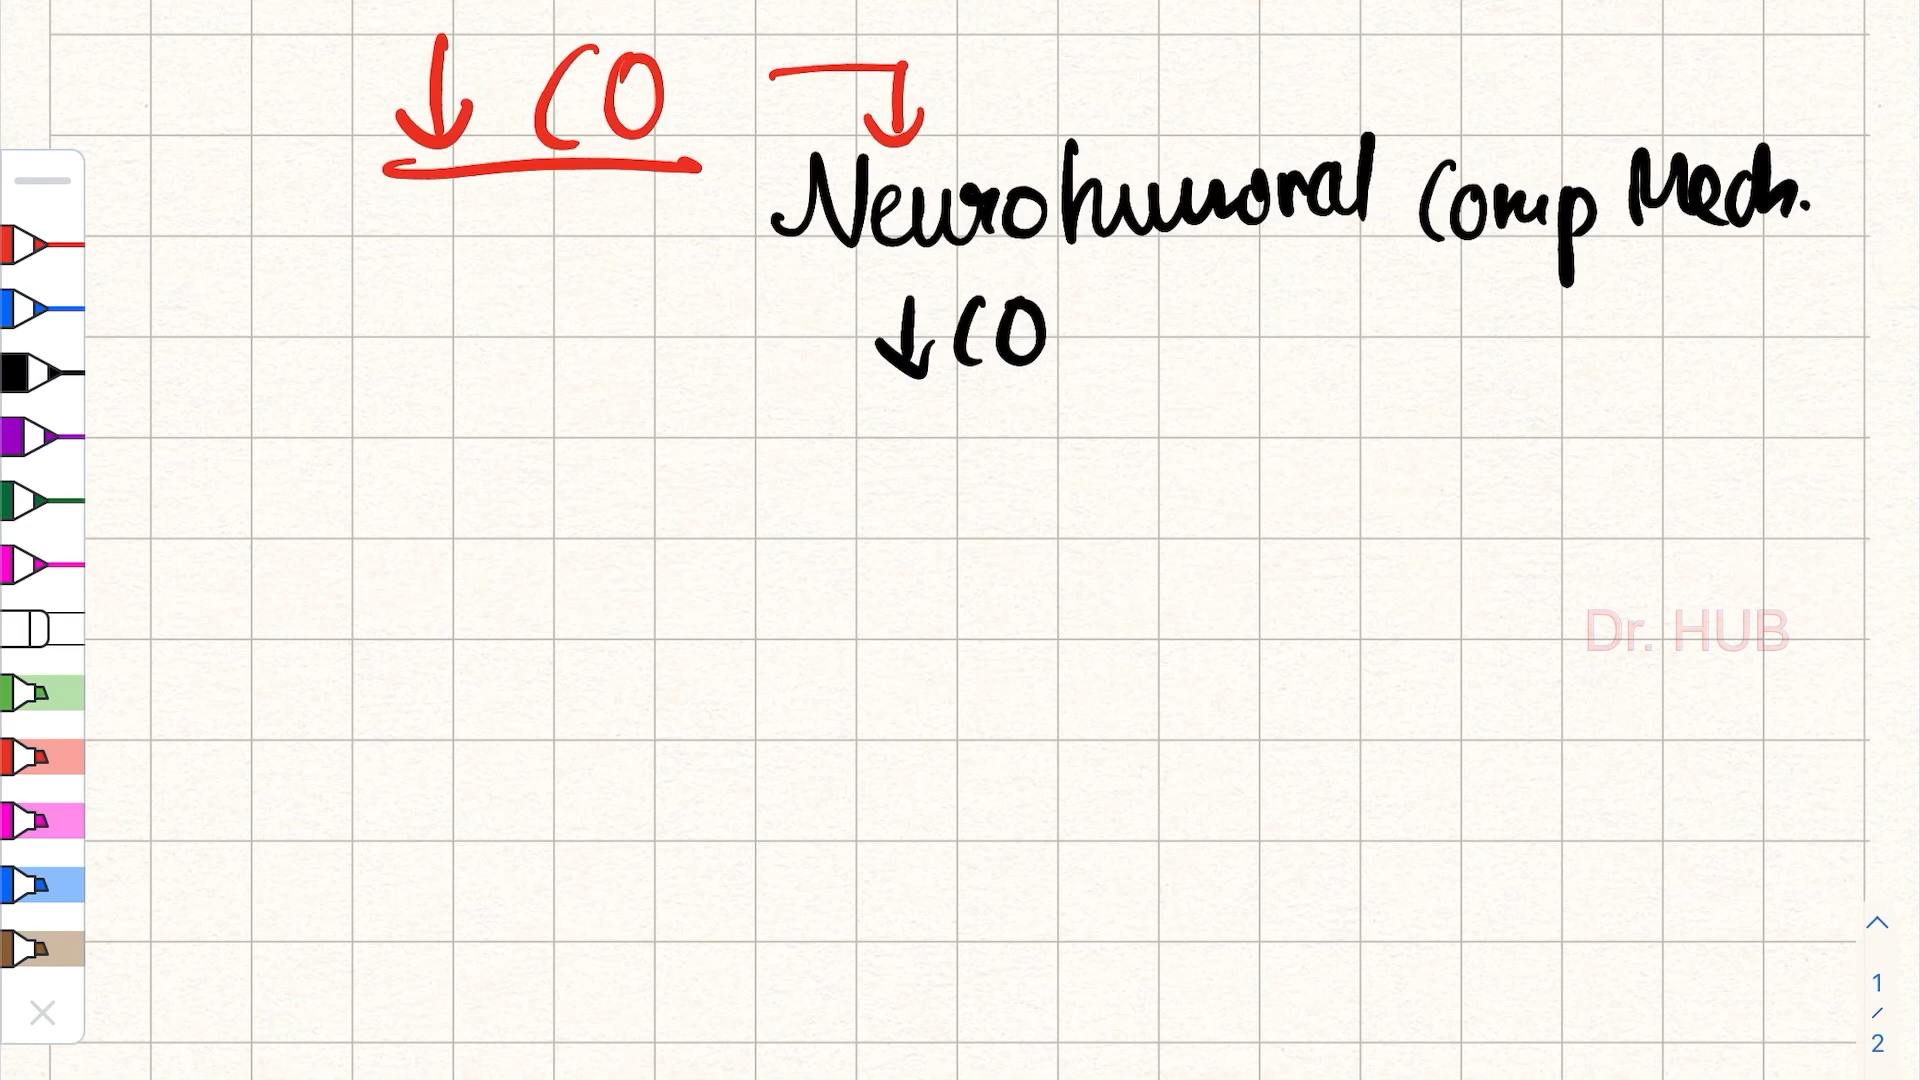 ↓ CO
Neurohumoral Comp Mech.
↓ CO
Dr. HUB
1
/
2